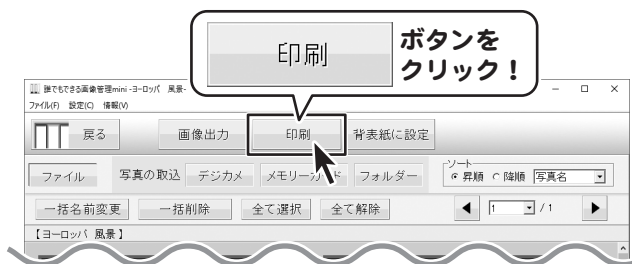 印刷
ボタンを
クリック！
誰でもできる画像管理mini -ヨーロッパ 風景-
ファイル(F) 設定(C) 情報(V)
戻る 画像出力 印刷 背表紙に設定
ファイル 写真の取込 デジカメ メモリーカード フォルダー
ソート
昇順 降順 写真名
一括名前変更 一括削除 全て選択 全て解除 1 / 1
【ヨーロッパ 風景】